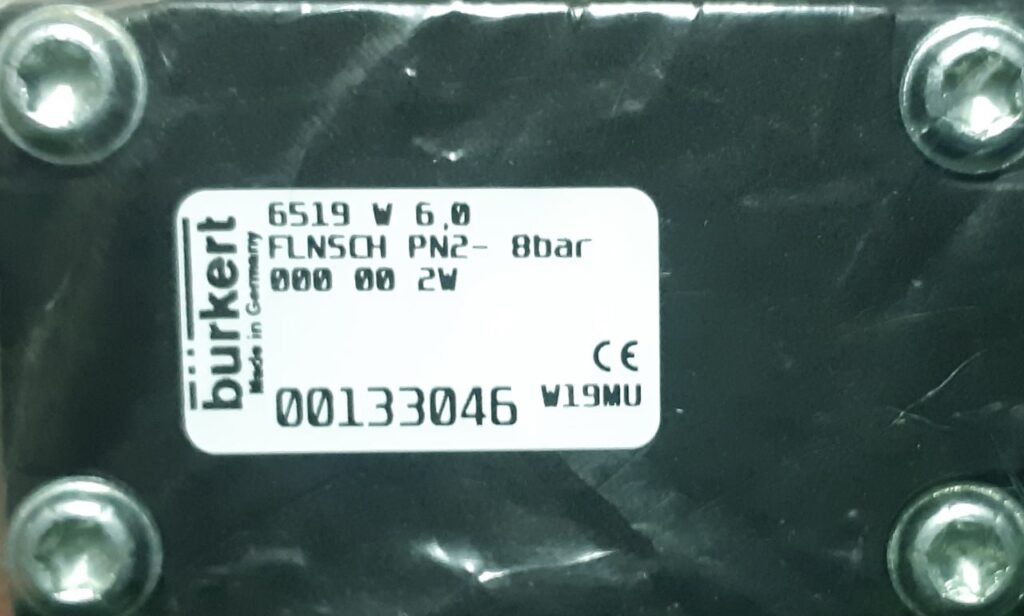 bürkert
Made in Germany
6519 W 6,0
FLNSCH PN2- 8bar
000 00 2W
CE
00133046 W19MU